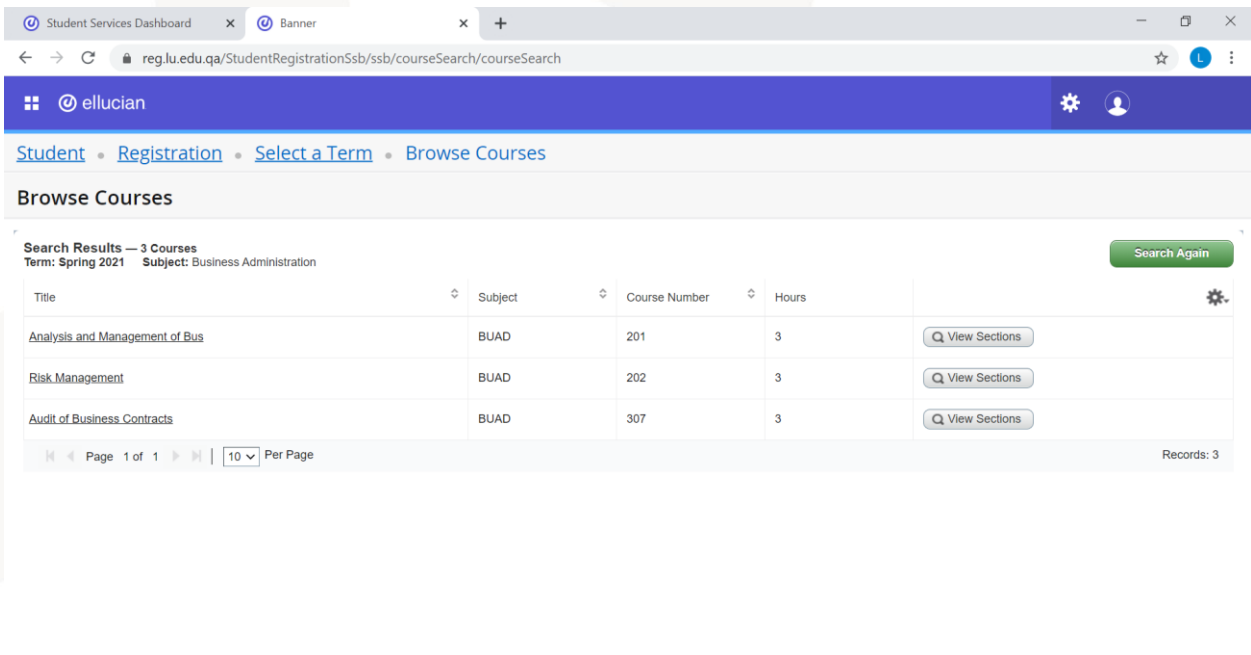 Student Services Dashboard Banner
reg.lu.edu.qa/StudentRegistrationSsb/ssb/courseSearch/courseSearch L
ellucian
Student Registration Select a Term Browse Courses
Browse Courses
Search Results — 3 Courses
Term: Spring 2021 Subject: Business Administration
Search Again
Title Subject Course Number Hours
Analysis and Management of Bus BUAD 201 3 View Sections
Risk Management BUAD 202 3 View Sections
Audit of Business Contracts BUAD 307 3 View Sections
Page 1 of 1 | 10 Per Page Records: 3